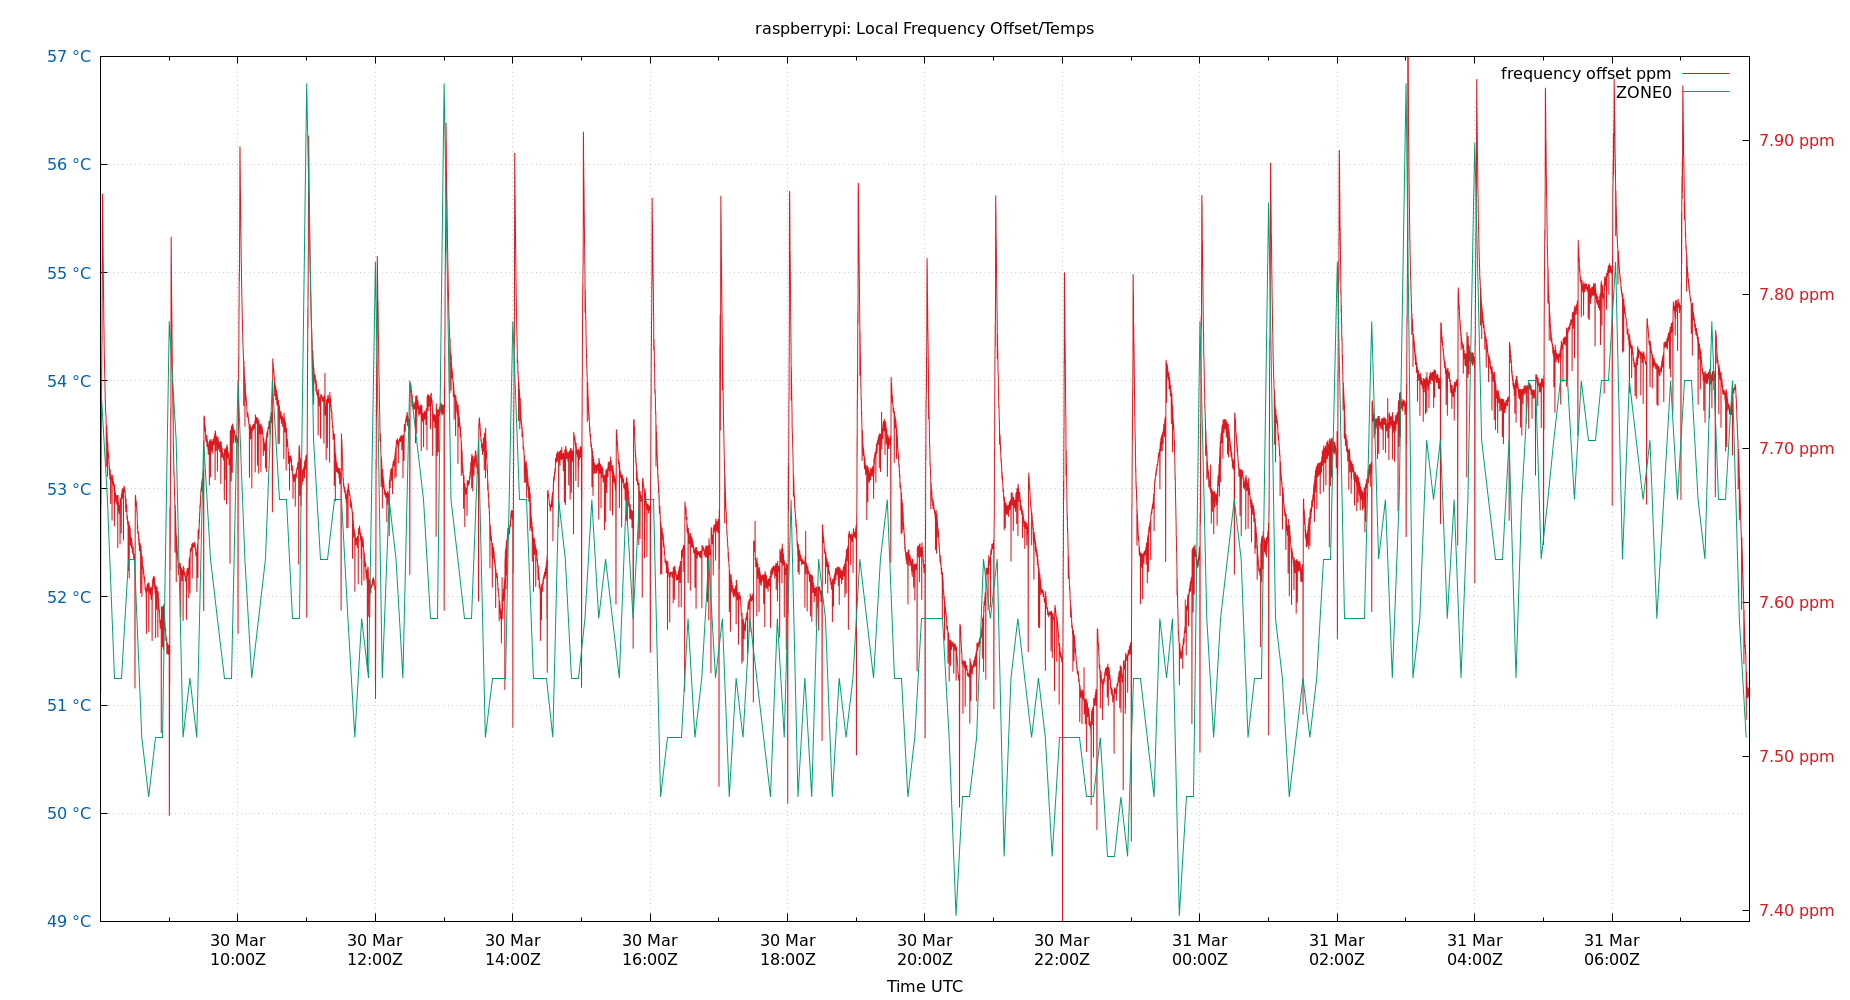 raspberrypi: Local Frequency Offset/Temps
57 °C
56 °C
55 °C
54 °C
53 °C
52 °C
51 °C
50 °C
49 °C
frequency offset ppm
ZONE0
7.90 ppm
7.80 ppm
7.70 ppm
7.60 ppm
7.50 ppm
7.40 ppm
30 Mar
10:00Z
30 Mar
12:00Z
30 Mar
14:00Z
30 Mar
16:00Z
30 Mar
18:00Z
30 Mar
20:00Z
30 Mar
22:00Z
31 Mar
00:00Z
31 Mar
02:00Z
31 Mar
04:00Z
31 Mar
06:00Z
Time UTC